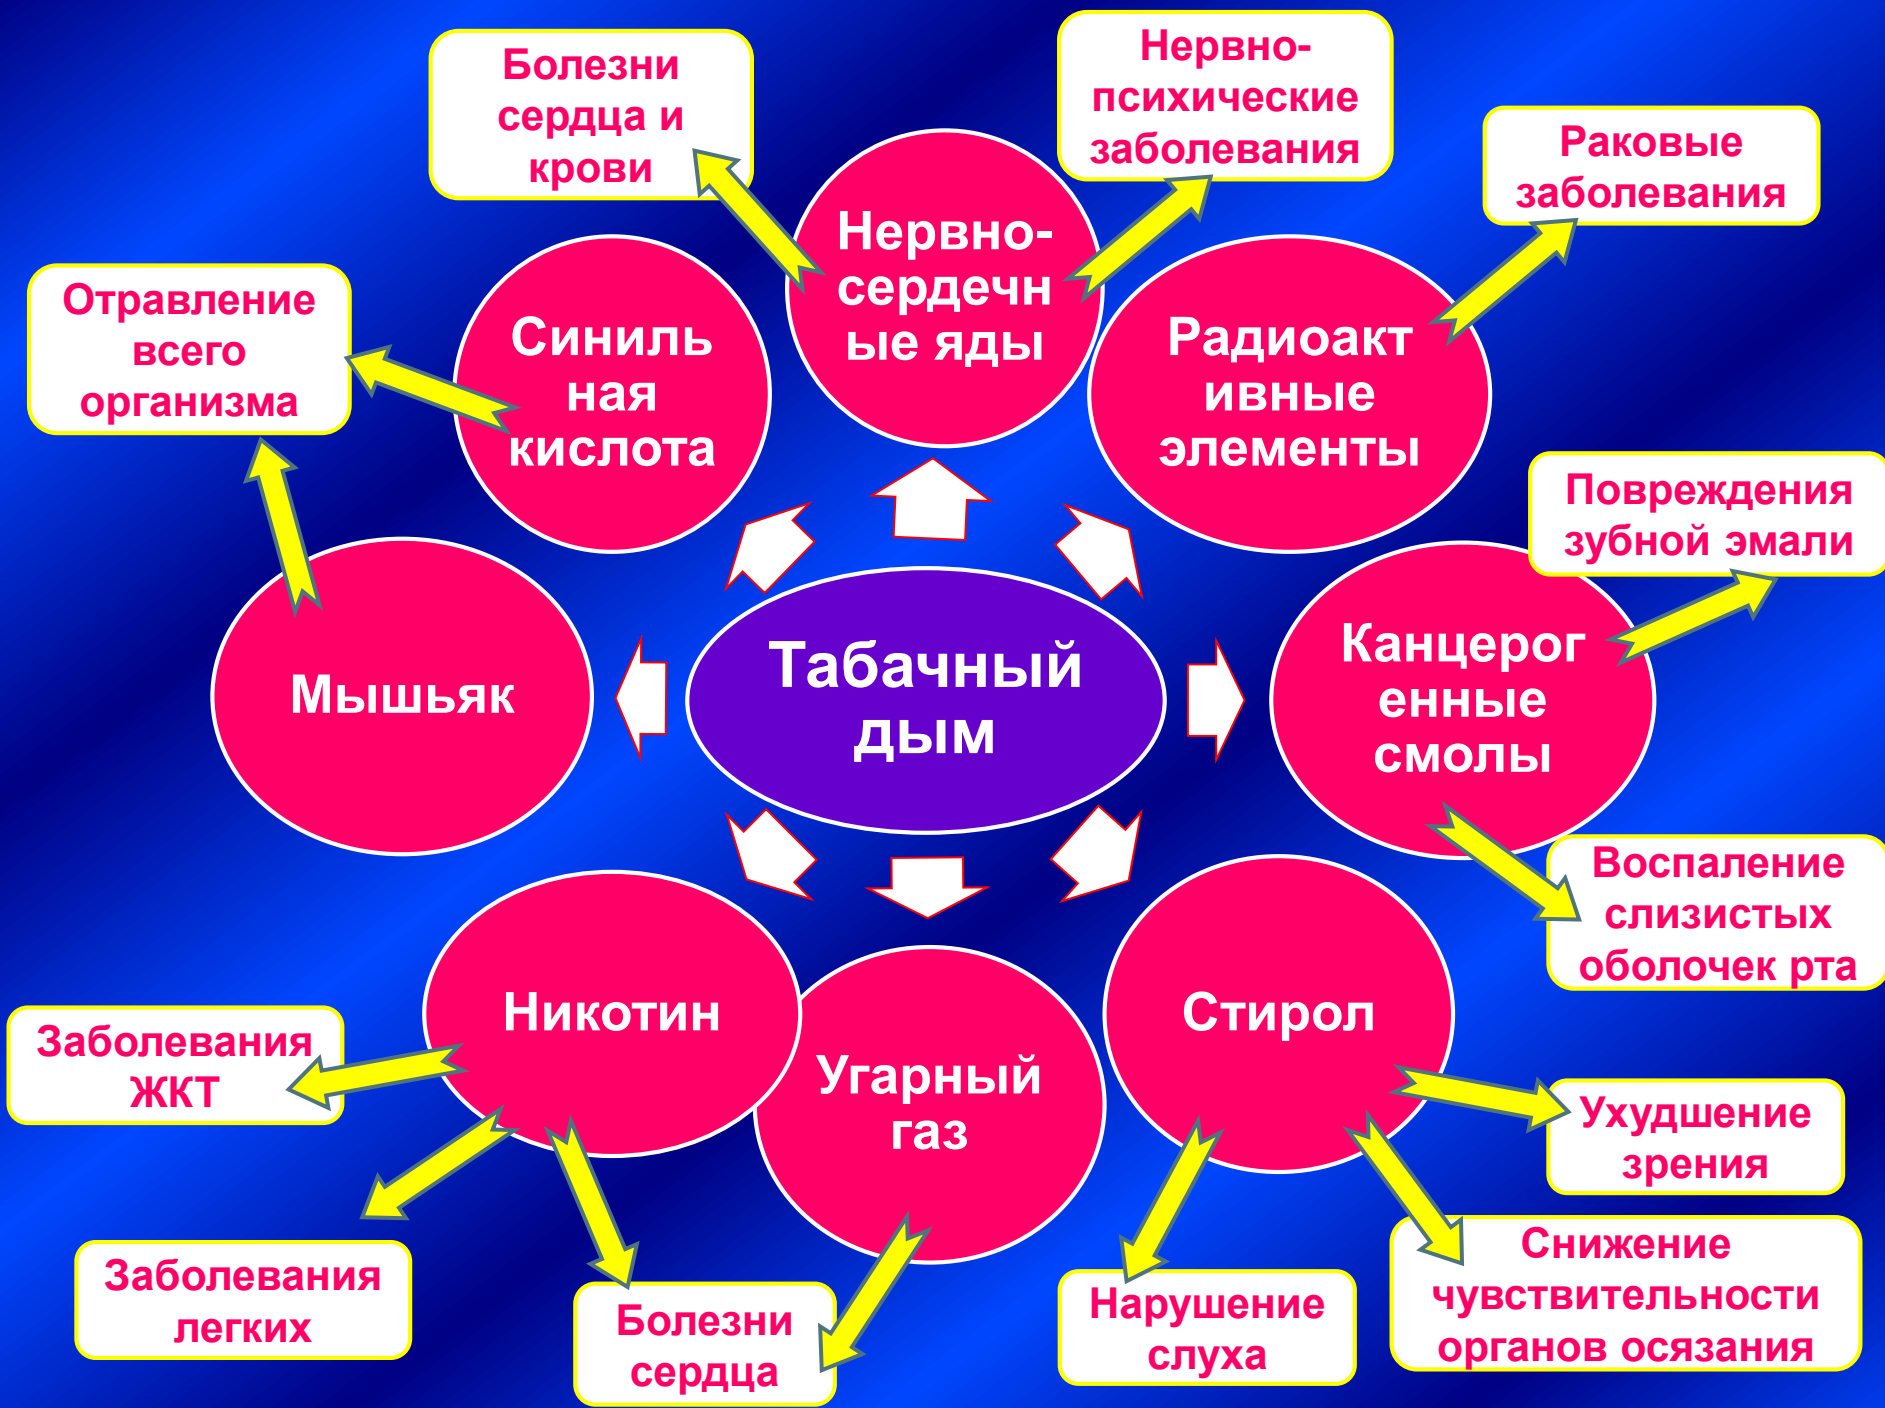 Болезни
сердца и
крови
Нервно-
психические
заболевания
Раковые
заболевания
Нервно-
сердечн
ые яды
Отравление
всего
организма
Синиль
ная
кислота
Радиоакт
ивные
элементы
Повреждения
зубной эмали
Мышьяк
Табачный
дым
Канцерог
енные
смолы
Воспаление
слизистых
оболочек рта
Никотин
Угарный
газ
Стирол
Заболевания
ЖКТ
Ухудшение
зрения
Заболевания
легких
Болезни
сердца
Нарушение
слуха
Снижение
чувствительности
органов осязания